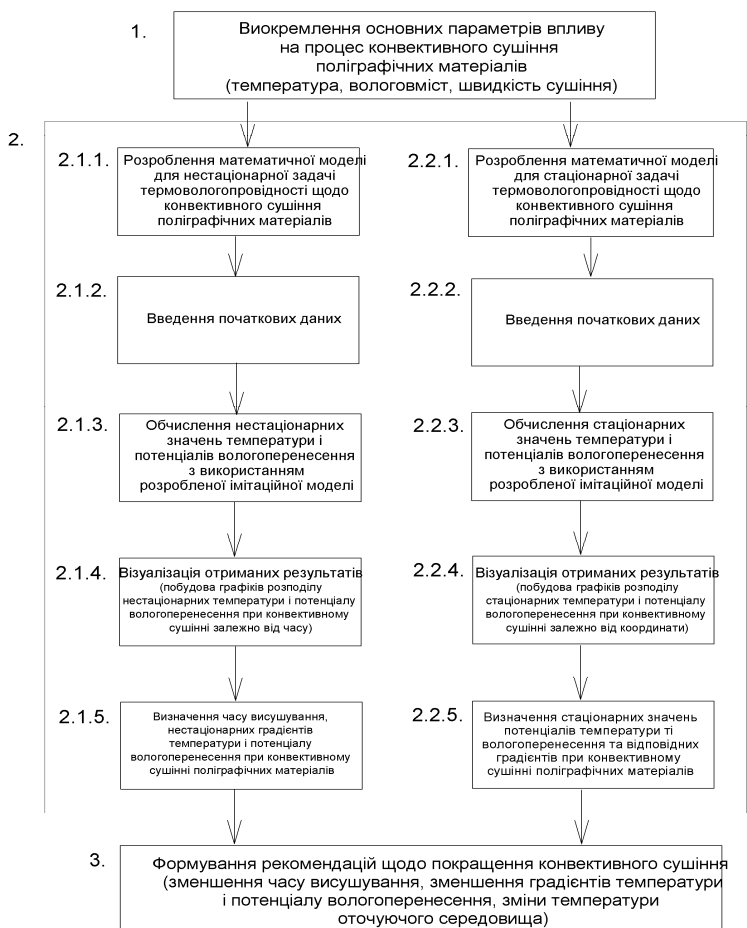 1.
Виокремлення основних параметрів впливу
на процес конвективного сушіння
поліграфічних матеріалів
(температура, вологовміст, швидкість сушіння)
2.
2.1.1.
Розроблення математичної моделі
для нестаціонарної задачі
термовологопровідності щодо
конвективного сушіння
поліграфічних матеріалів
2.1.2.
Введення початкових даних
2.1.3.
Обчислення нестаціонарних
значень температури і
потенціалів вологоперенесення
з використанням
розробленої імітаційної моделі
2.1.4.
Візуалізація отриманих результатів
(побудова графіків розподілу
нестаціонарних температури і потенціалу
вологоперенесення при конвективному
сушінні залежно від часу)
2.1.5.
Визначення часу висушування,
нестаціонарних градієнтів
температури і потенціалу
вологоперенесення при конвективному
сушінні поліграфічних матеріалів
2.2.1.
Розроблення математичної моделі
для стаціонарної задачі
термовологопровідності щодо
конвективного сушіння
поліграфічних матеріалів
2.2.2.
Введення початкових даних
2.2.3.
Обчислення стаціонарних
значень температури і
потенціалів вологоперенесення
з використанням
розробленої імітаційної моделі
2.2.4.
Візуалізація отриманих результатів
(побудова графіків розподілу
стаціонарних температури і потенціалу
вологоперенесення при конвективному
сушінні залежно від координати)
2.2.5.
Визначення стаціонарних значень
потенціалів температури ті
вологоперенесення та відповідних
градієнтів при конвективному
сушінні поліграфічних матеріалів
3.
Формування рекомендацій щодо покращення конвективного сушіння
(зменшення часу висушування, зменшення градієнтів температури
і потенціалу вологоперенесення, зміни температури
оточуючого середовища)